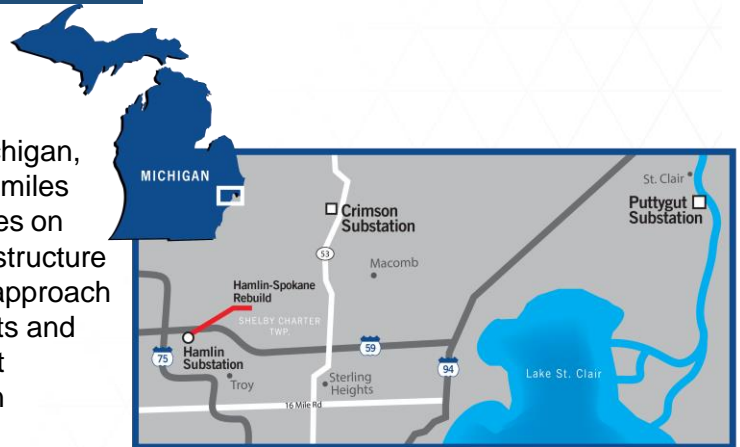 chigan,
miles
es on
structure
approach
ts and
t
n
MICHIGAN
St. Clair
Puttygut
Substation
Crimson
Substation
53
Macomb
Hamlin-Spokane
Rebuild
SHELBY CHARTER
TWP.
Hamlin
Substation
75
59
94
Troy
Sterling
Heights
16 Mile Rd
Lake St. Clair